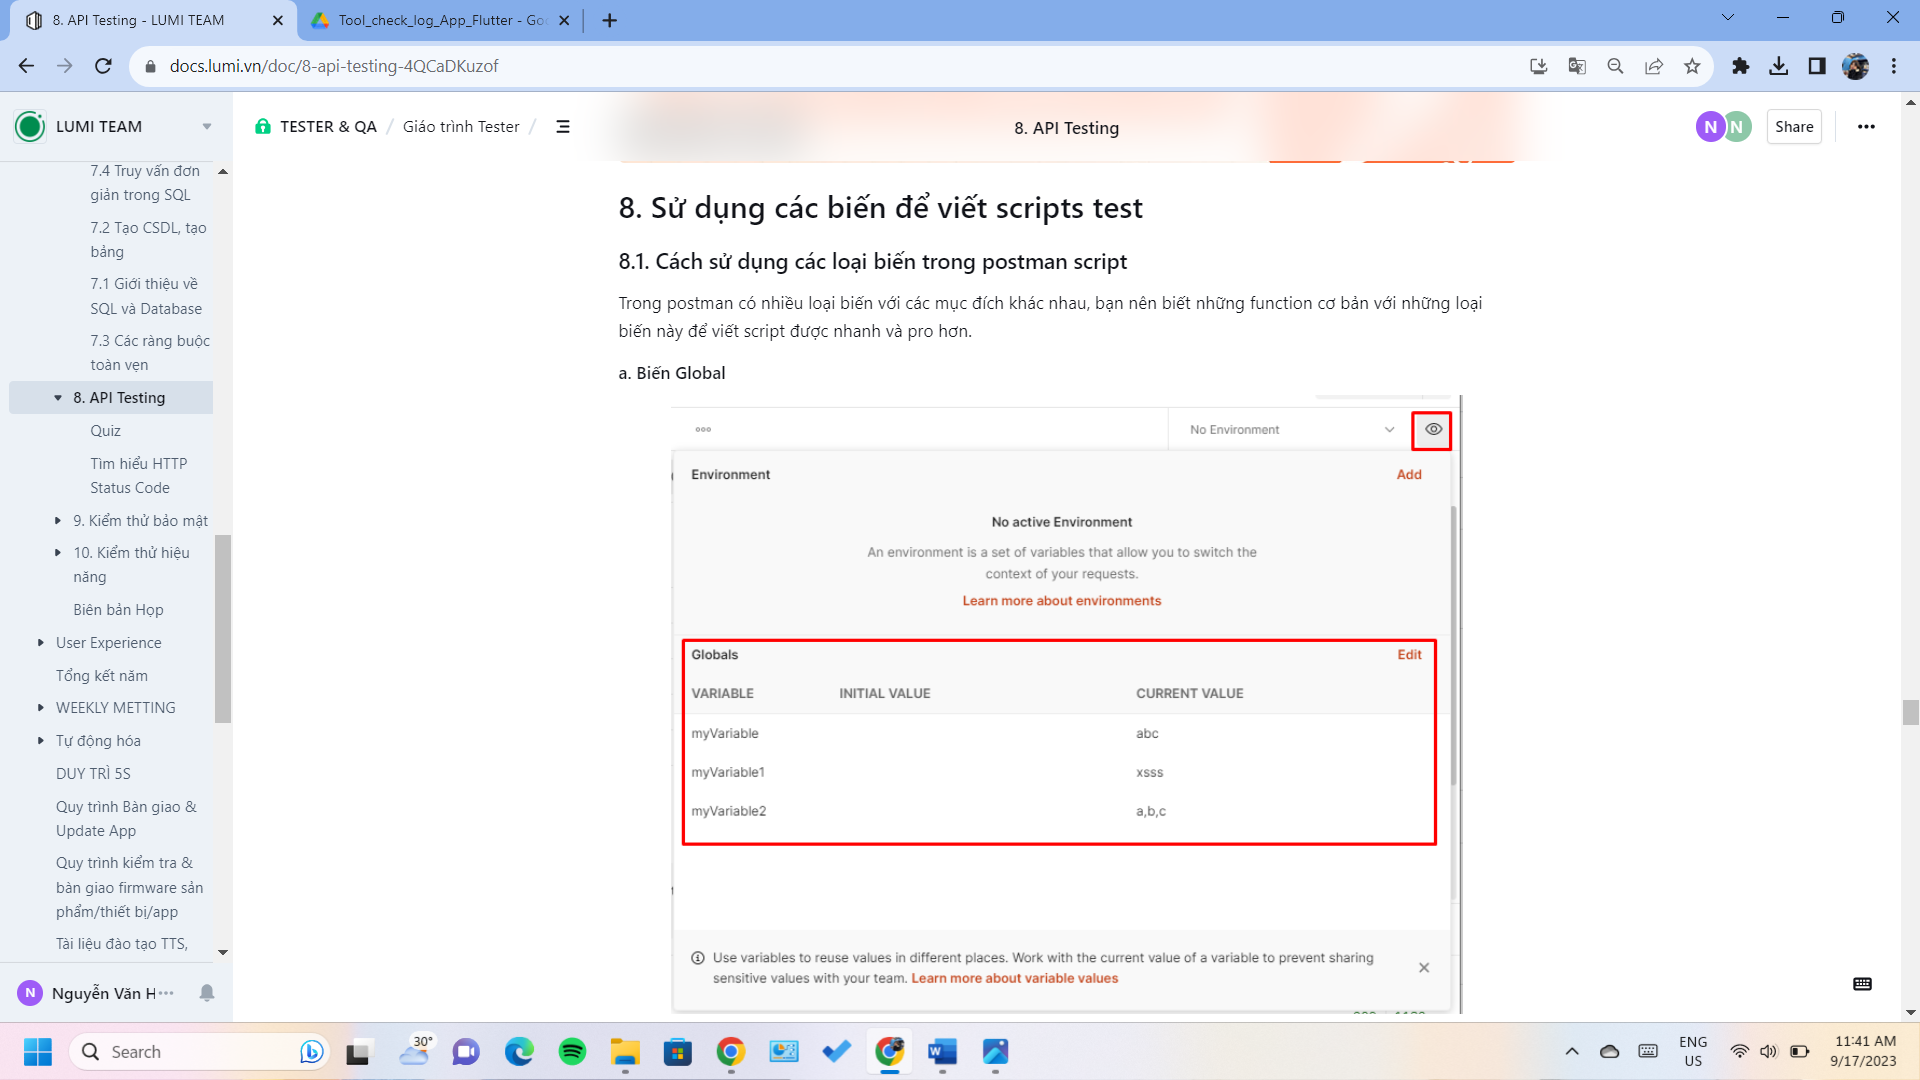 8. API Testing - LUMI TEAM
Tool_check_log_App_Flutter - Goo
docs.lumi.vn/doc/8-api-testing-4QCaDKuzof
LUMI TEAM
TESTER & QA / Giáo trình Tester /
8. API Testing
N N
Share
7.4 Truy vấn đơn
giản trong SQL
7.2 Tạo CSDL, tạo
bảng
7.1 Giới thiệu về
SQL và Database
7.3 Các ràng buộc
toàn vẹn
8. API Testing
Quiz
Tìm hiểu HTTP
Status Code
9. Kiểm thử bảo mật
10. Kiểm thử hiệu
năng
Biên bản Họp
User Experience
Tổng kết năm
WEEKLY METTING
Tự động hóa
DUY TRÌ 5S
Quy trình Bàn giao &
Update App
Quy trình kiểm tra &
bàn giao firmware sản
phẩm/thiết bị/app
Tài liệu đào tạo TTS,
N Nguyễn Văn H
8. Sử dụng các biến để viết scripts test
8.1. Cách sử dụng các loại biến trong postman script
Trong postman có nhiều loại biến với các mục đích khác nhau, bạn nên biết những function cơ bản với những loại
biến này để viết script được nhanh và pro hơn.
a. Biến Global
No Environment
Environment
Add
No active Environment
An environment is a set of variables that allow you to switch the
context of your requests.
Learn more about environments
Globals
Edit
VARIABLE INITIAL VALUE CURRENT VALUE
myVariable abc
myVariable1 xsss
myVariable2 a,b,c
Use variables to reuse values in different places. Work with the current value of a variable to prevent sharing
sensitive values with your team. Learn more about variable values
Search
30°
ENG
US
11:41 AM
9/17/2023